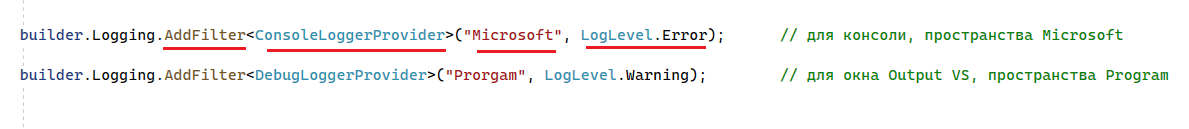 builder.Logging.AddFilter<ConsoleLoggerProvider>("Microsoft", LogLevel.Error); // для консоли, пространства Microsoft
builder.Logging.AddFilter<DebugLoggerProvider>("Prorgam", LogLevel.Warning); // для окна Output VS, пространства Program